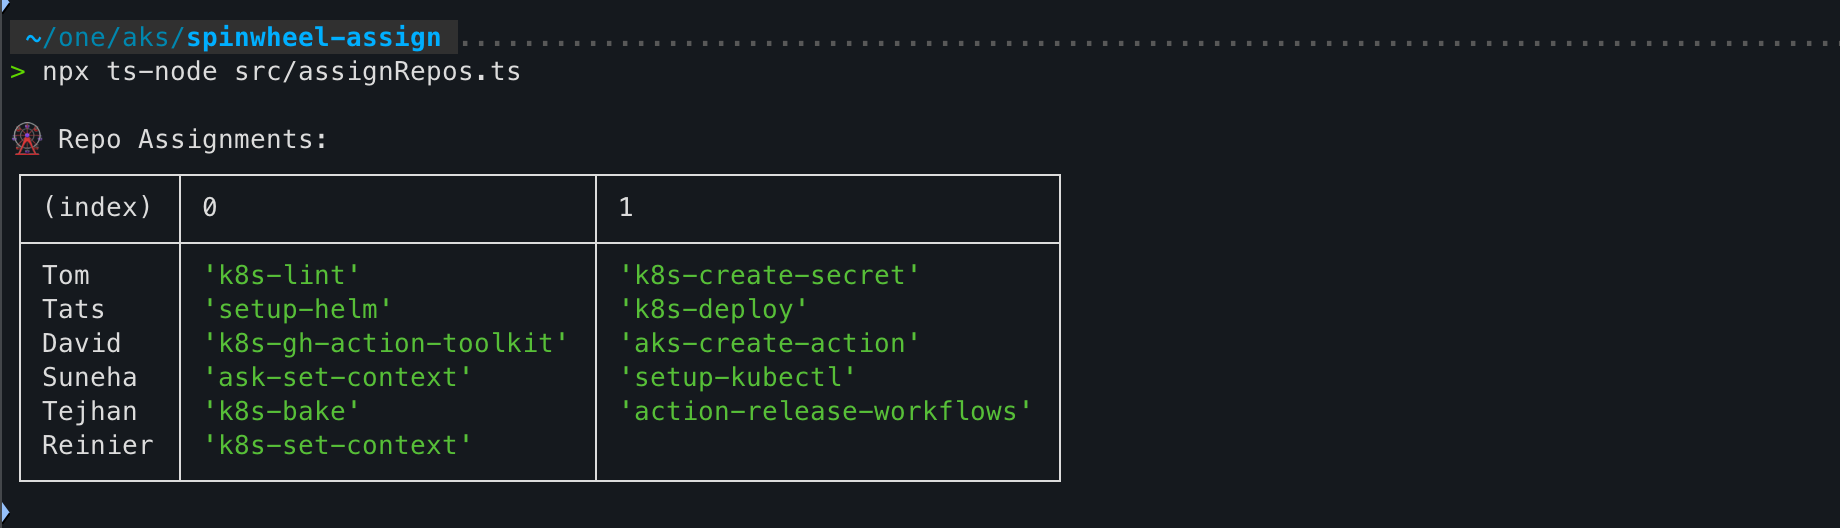 ~/one/aks/spinwheel-assign
> npx ts-node src/assignRepos.ts
🎡 Repo Assignments:
(index) 0 1
Tom 'k8s-lint' 'k8s-create-secret'
Tats 'setup-helm' 'k8s-deploy'
David 'k8s-gh-action-toolkit' 'aks-create-action'
Suneha 'ask-set-context' 'setup-kubectl'
Tejhan 'k8s-bake' 'action-release-workflows'
Reinier 'k8s-set-context'